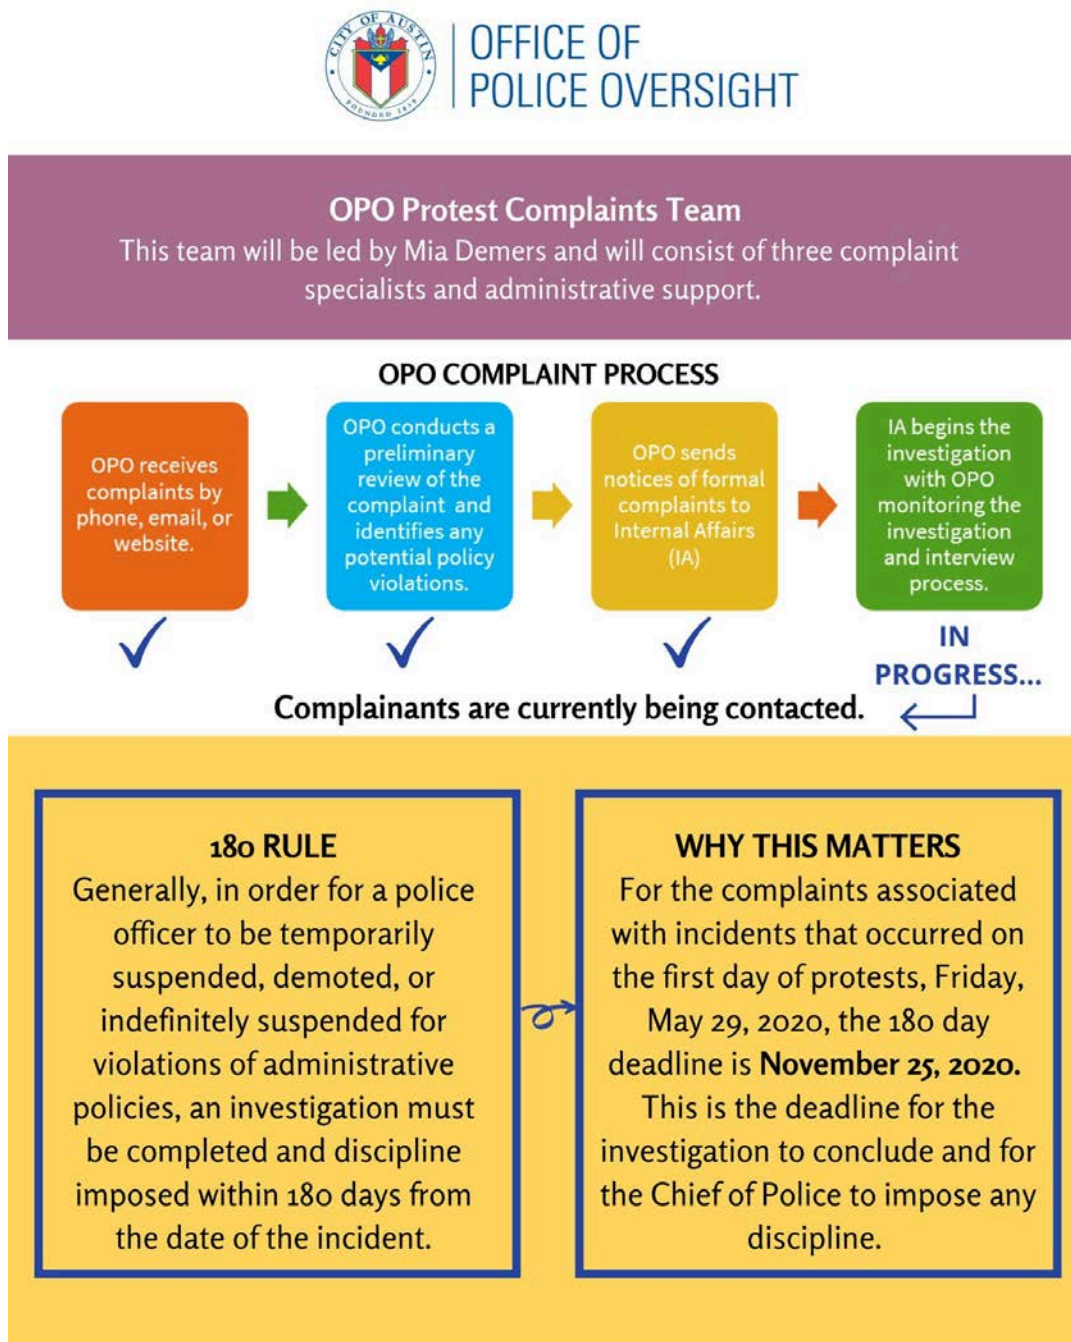 CITY OF AUSTIN
FOUNDED 1839
OFFICE OF
POLICE OVERSIGHT
OPO Protest Complaints Team
This team will be led by Mia Demers and will consist of three complaint
specialists and administrative support.
OPO COMPLAINT PROCESS
OPO receives
complaints by
phone, email, or
website.
OPO conducts a
preliminary
review of the
complaint and
identifies any
potential policy
violations.
OPO sends
notices of formal
complaints to
Internal Affairs
(IA)
IA begins the
investigation
with OPO
monitoring the
investigation
and interview
process.
IN
PROGRESS...
Complainants are currently being contacted.
180 RULE
Generally, in order for a police
officer to be temporarily
suspended, demoted, or
indefinitely suspended for
violations of administrative
policies, an investigation must
be completed and discipline
imposed within 180 days from
the date of the incident.
WHY THIS MATTERS
For the complaints associated
with incidents that occurred on
the first day of protests, Friday,
May 29, 2020, the 180 day
deadline is November 25, 2020.
This is the deadline for the
investigation to conclude and for
the Chief of Police to impose any
discipline.